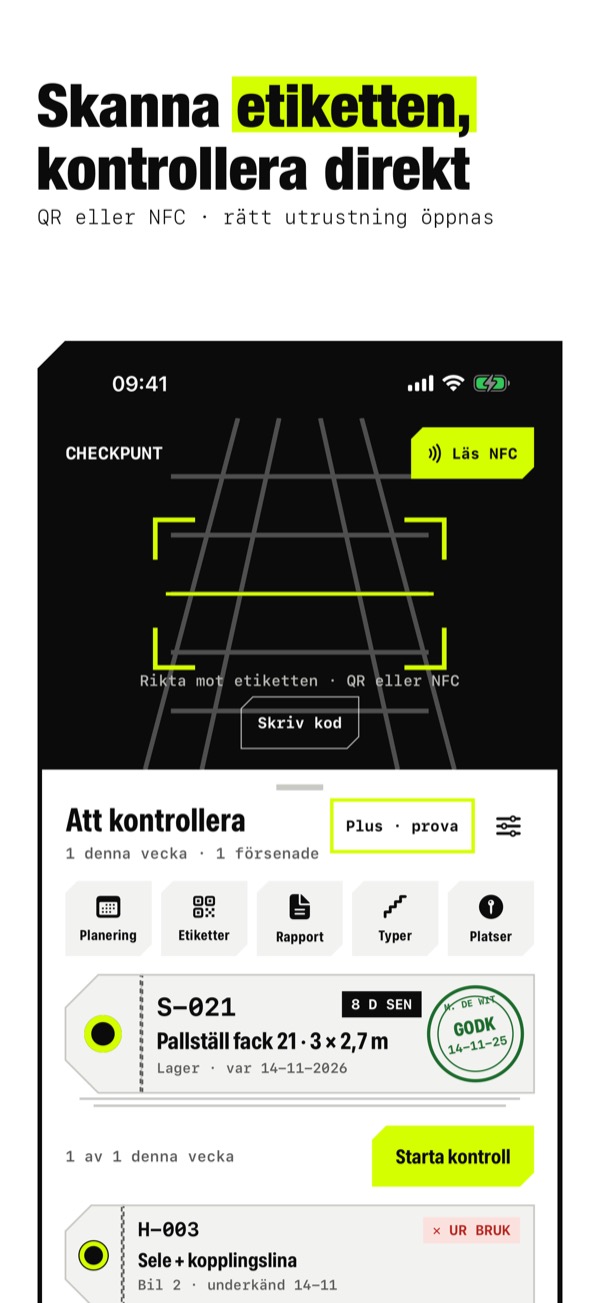 Skanna etiketten,
kontrollera direkt
QR eller NFC · rätt utrustning öppnas
09:41
CHECKPUNT
Läs NFC
Rikta mot etiketten · QR eller NFC
Skriv kod
Att kontrollera
1 denna vecka · 1 försenade
Plus · prova
Planering
Etiketter
Rapport
Typer
Platser
S-021
8 D SEN
Pallställ fack 21 · 3 × 2,7 m
Lager · var 14-11-2026
M. DE WIT
GODK
14-11-25
1 av 1 denna vecka
Starta kontroll
H-003
× UR BRUK
Sele + kopplingslina
Bil 2 · underkänd 14-11